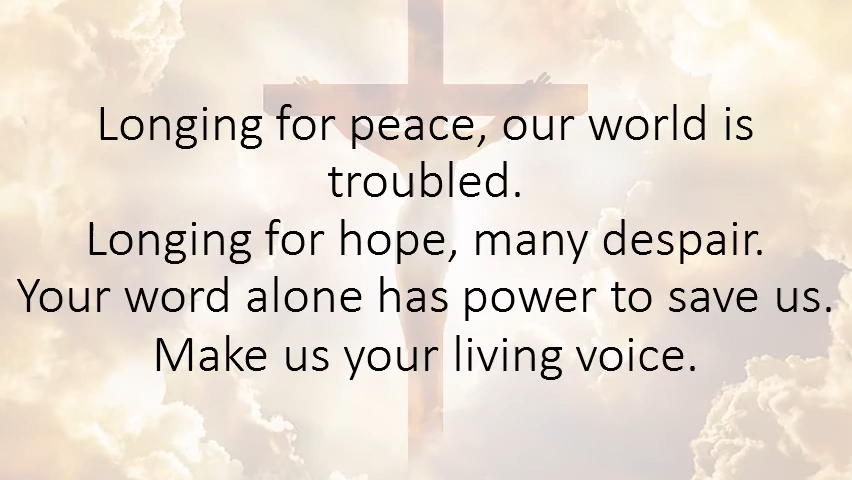 Longing for peace, our world is
troubled.
Longing for hope, many despair.
Your word alone has power to save us.
Make us your living voice.